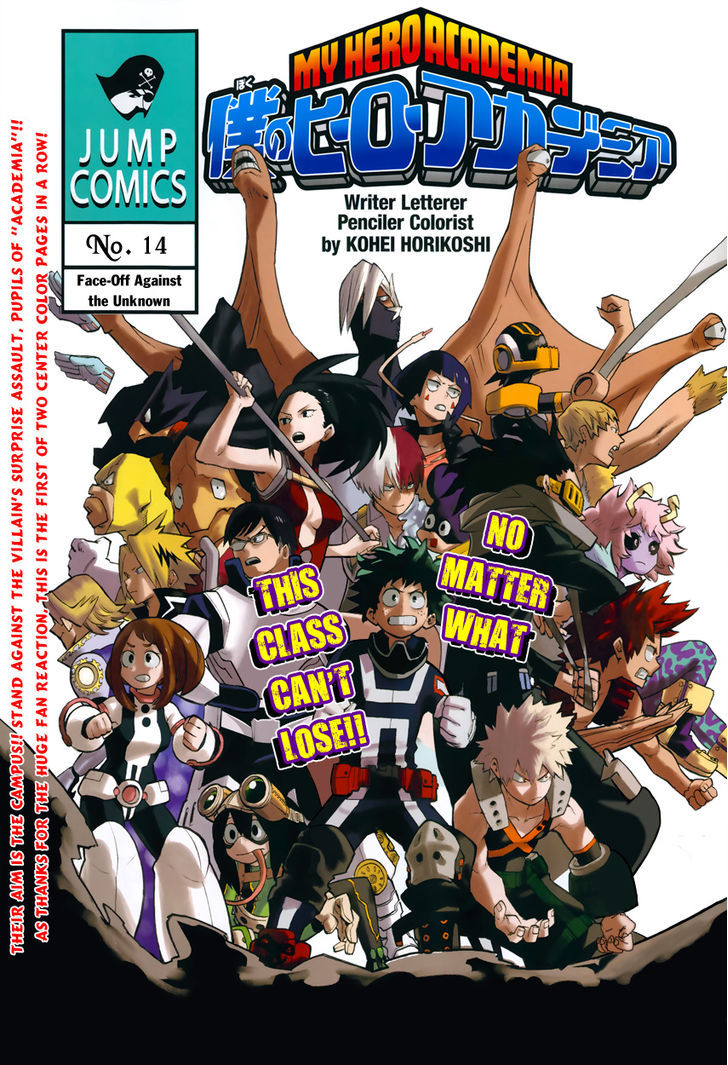 MY HERO ACADEMIA
ぼく
僕のヒーローアカデミア
JUMP
COMICS
No. 14
Face-Off Against
the Unknown
Writer Letterer
Penciler Colorist
by KOHEI HORIKOSHI
THEIR AIM IS THE CAMPUS!! STAND AGAINST THE VILLAIN'S SURPRISE ASSAULT, PUPILS OF "ACADEMIA"!!
AS THANKS FOR THE HUGE FAN REACTION, THIS IS THE FIRST OF TWO CENTER COLOR PAGES IN A ROW!
NO
MATTER
WHAT
THIS
CLASS
CAN'T
LOSE!!